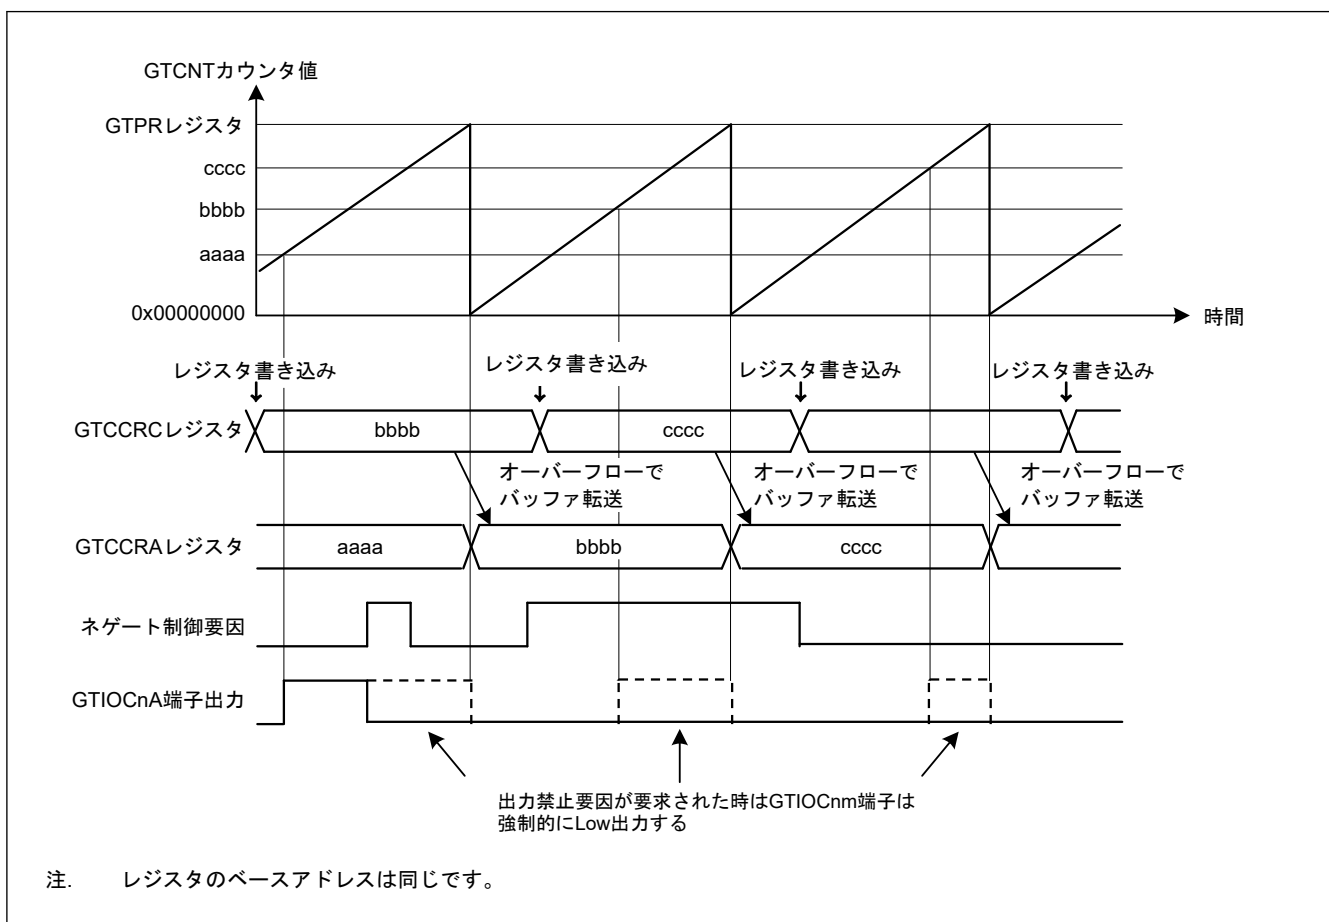 GTCNTカウンタ値
GTPRレジスタ
cccc
bbbb
aaaa
0x00000000
時間
レジスタ書き込み
レジスタ書き込み
レジスタ書き込み
レジスタ書き込み
GTCCRCレジスタ
bbbb
cccc
オーバーフローで
バッファ転送
オーバーフローで
バッファ転送
オーバーフローで
バッファ転送
GTCCRAレジスタ
aaaa
bbbb
cccc
ネゲート制御要因
GTIOCnA端子出力
出力禁止要因が要求された時はGTIOCnm端子は
強制的にLow出力する
注. レジスタのベースアドレスは同じです。